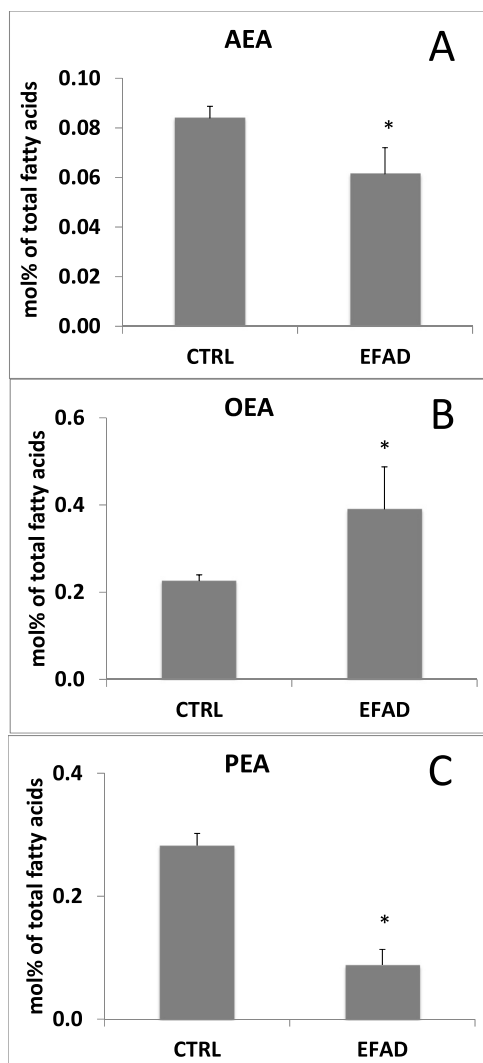 AEA
A
mol% of total fatty acids
0.10
0.08
0.06
0.04
0.02
0.00
*
CTRL
EFAD
OEA
B
mol% of total fatty acids
0.6
0.4
0.2
0.0
*
CTRL
EFAD
PEA
C
mol% of total fatty acids
0.4
0.2
0.0
*
CTRL
EFAD